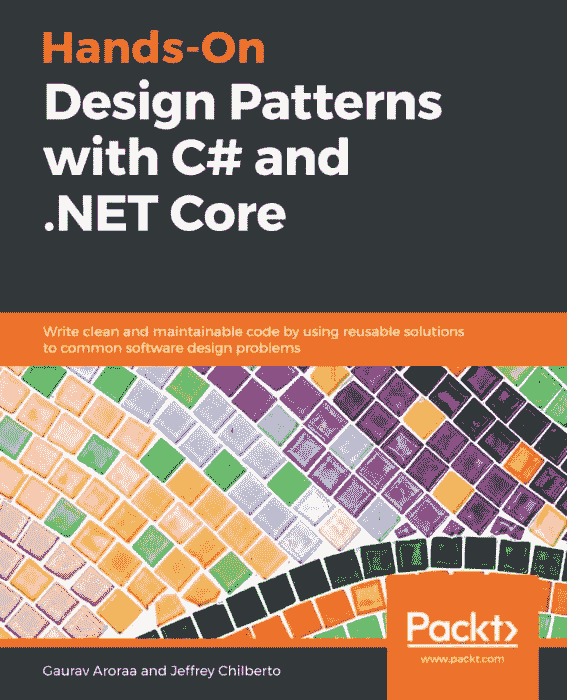 Hands-On
Design Patterns
with C# and
.NET Core
Write clean and maintainable code by using reusable solutions
to common software design problems
Packt>
www.packt.com
Gaurav Aroraa and Jeffrey Chilberto